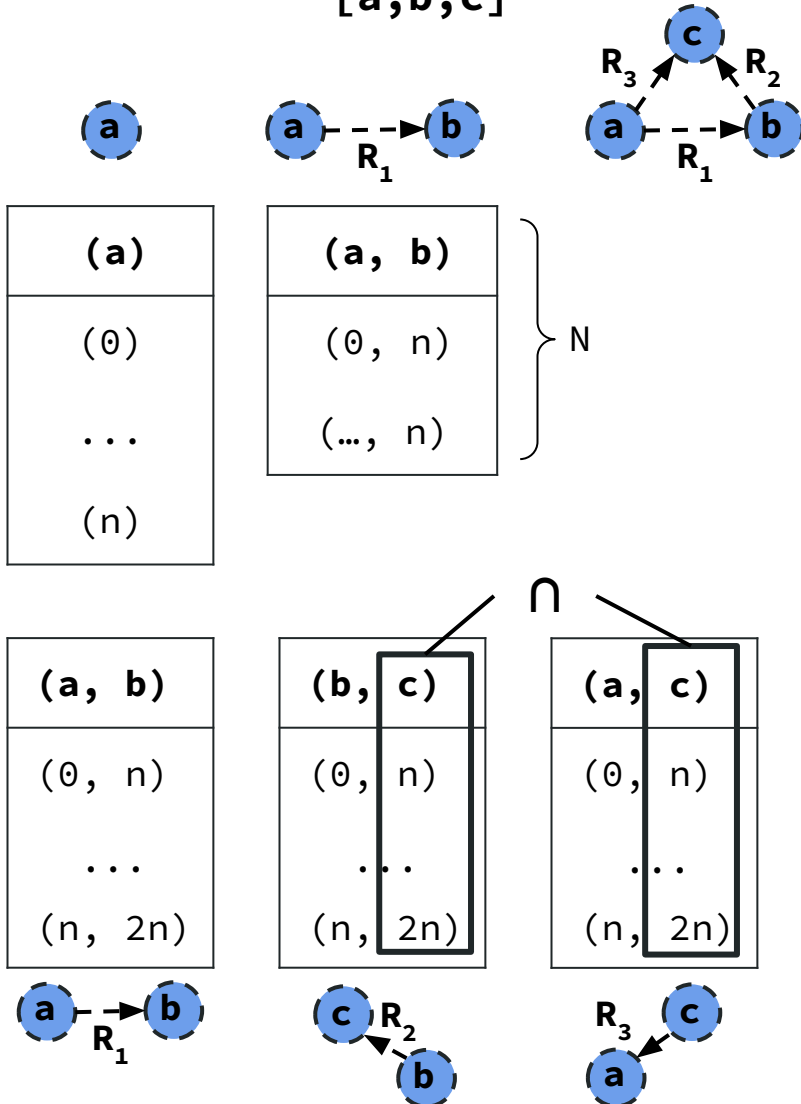 [a,b,c]
c
R3 R2
a a b a b
R1 R1
(a) (a, b)
(0) (0, n)
N
... (…, n)
(n)
∩
(a, b) (b, c) (a, c)
(0, n) (0, n) (0, n)
... ... ...
(n, 2n) (n, 2n) (n, 2n)
a b c R2 R3 c
R1
b a